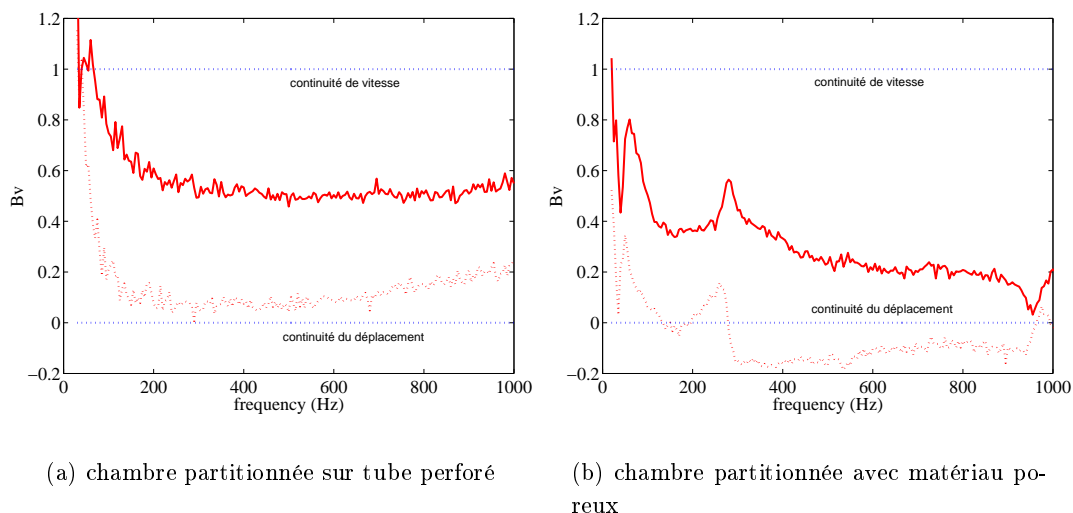 1.2
1
0.8
0.6
0.4
0.2
0
−0.2
Bv
continuité de vitesse
continuité du déplacement
0 200 400 600 800 1000
frequency (Hz)
(a) chambre partitionnée sur tube perforé
1.2
1
0.8
0.6
0.4
0.2
0
−0.2
Bv
continuité de vitesse
continuité du déplacement
0 200 400 600 800 1000
frequency (Hz)
(b) chambre partitionnée avec matériau po-
reux